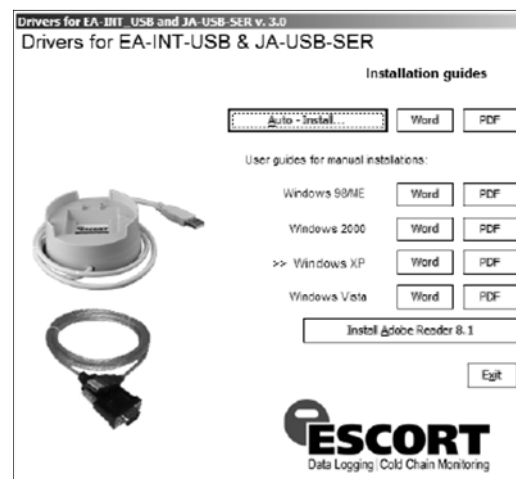 Drivers for EA-INT_USB and JA-USB-SER v. 3.0
Drivers for EA-INT-USB & JA-USB-SER
Installation guides
Auto - Install... Word PDF
User guides for manual installations:
Windows 98/ME Word PDF
Windows 2000 Word PDF
>> Windows XP Word PDF
Windows Vista Word PDF
Install Adobe Reader 8.1
Exit
ESCORT
ESCORT
Data Logging | Cold Chain Monitoring